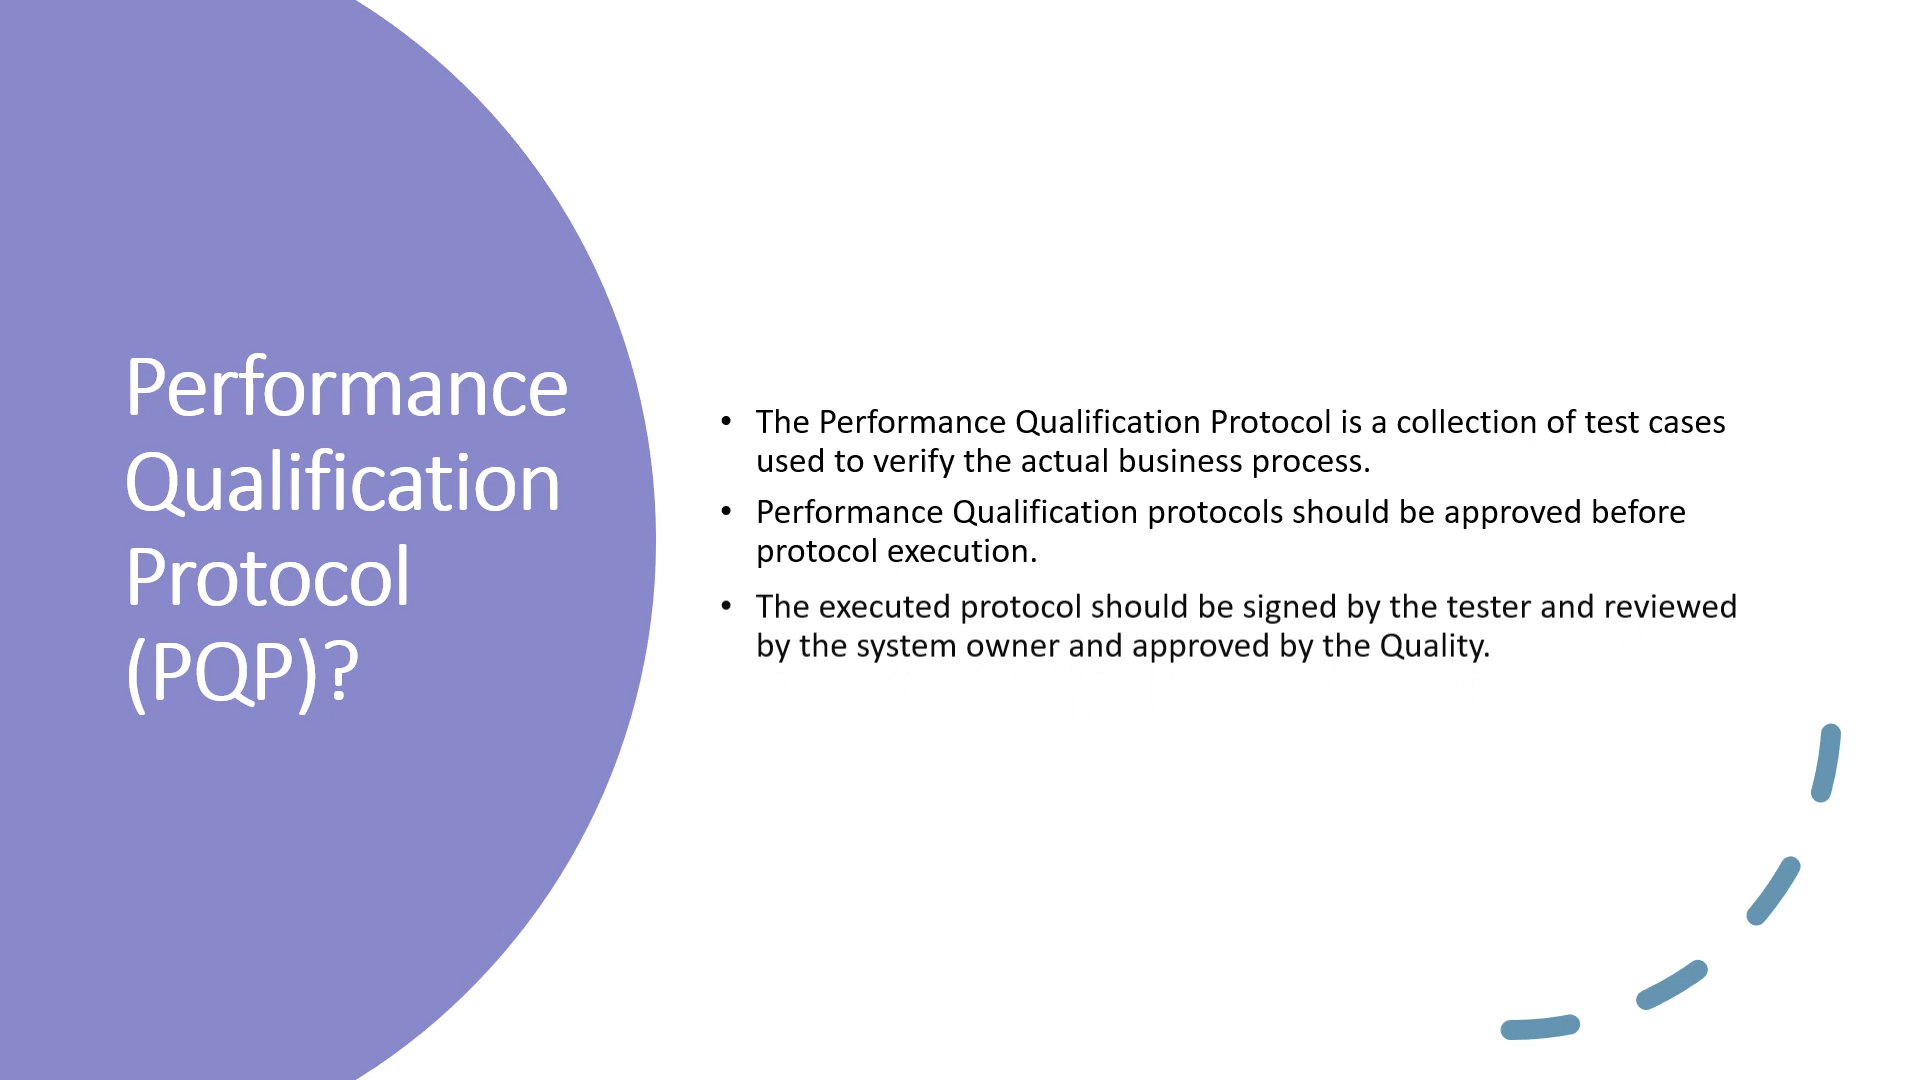 Performance
Qualification
Protocol
(PQP)?
• The Performance Qualification Protocol is a collection of test cases
used to verify the actual business process.
• Performance Qualification protocols should be approved before
protocol execution.
• The executed protocol should be signed by the tester and reviewed
by the system owner and approved by the Quality.